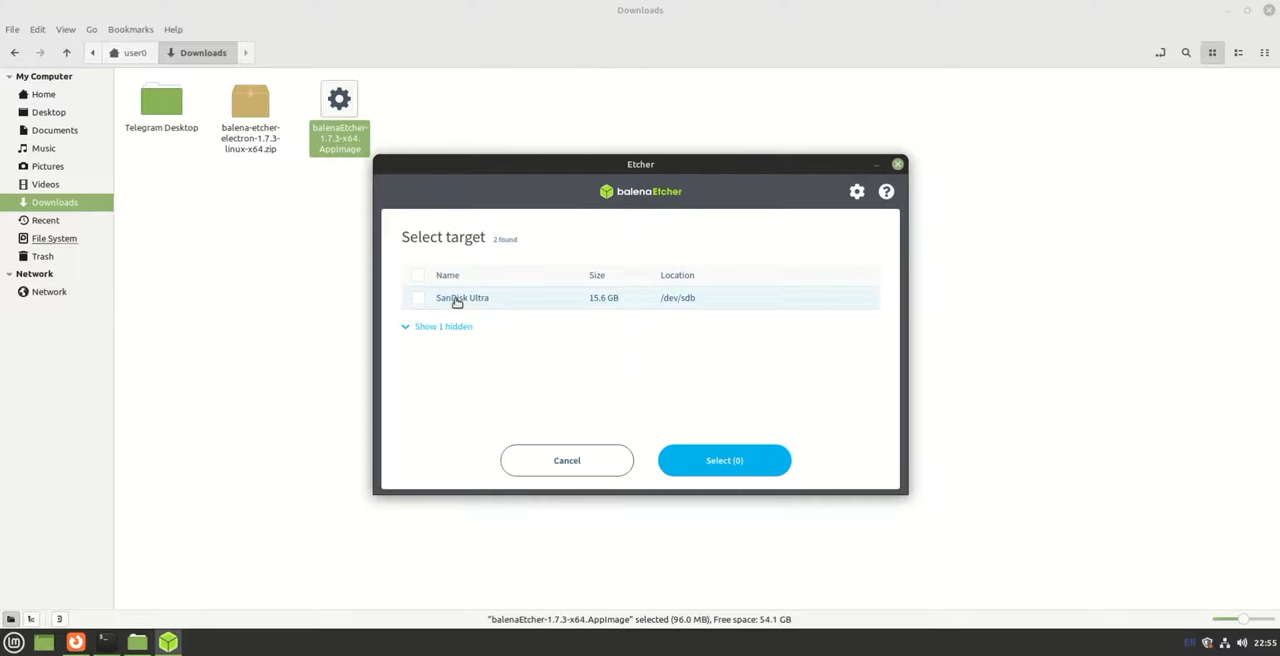 Downloads
File Edit View Go Bookmarks Help
user0 Downloads
My Computer
Home
Desktop
Documents
Music
Pictures
Videos
Downloads
Recent
File System
Trash
Network
Network
Telegram Desktop
balena-etcher-
electron-1.7.3-
linux-x64.zip
balenaEtcher-
1.7.3-x64.
AppImage
Etcher
balenaEtcher
Select target 2 found
Name Size Location
SanDisk Ultra 15.6 GB /dev/sdb
Show 1 hidden
Cancel Select (0)
"balenaEtcher-1.7.3-x64.AppImage" selected (96.0 MB), Free space: 54.1 GB
EN 22:55